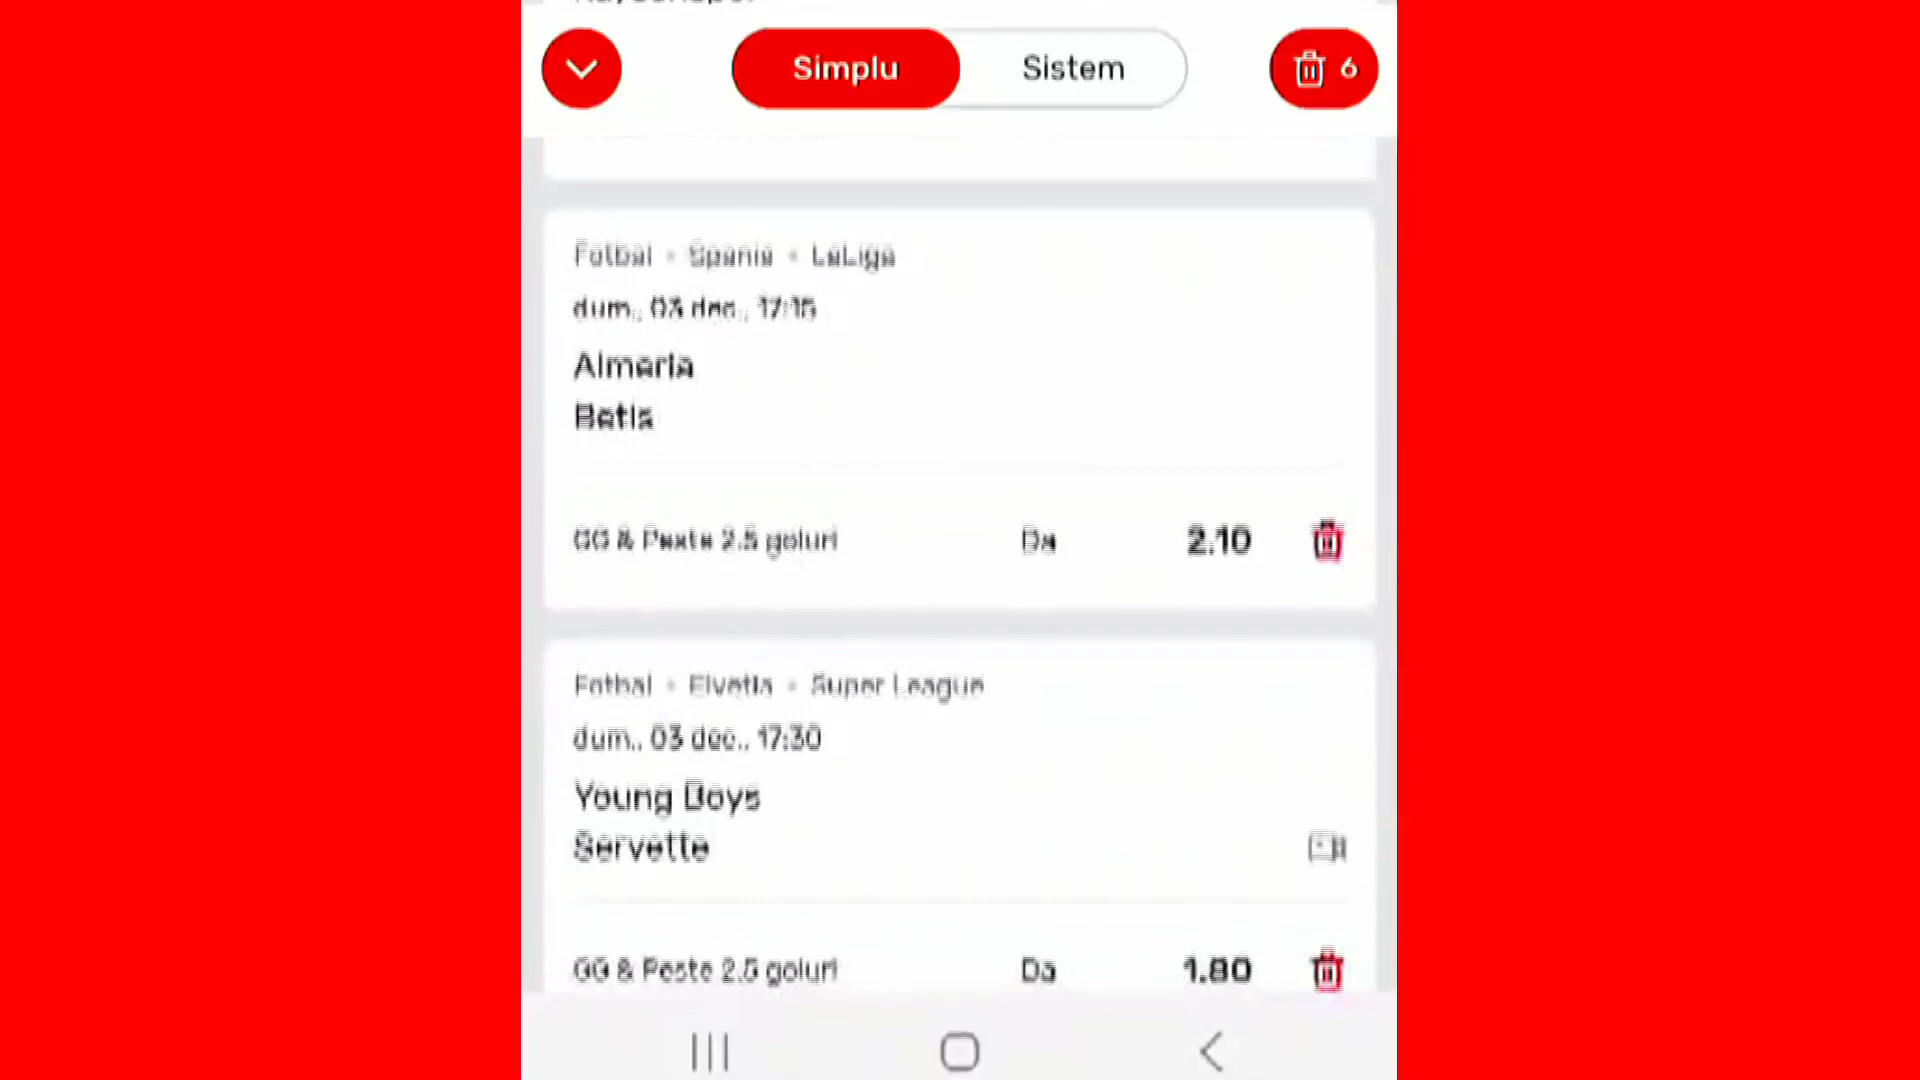 Simplu
Sistem
6
Fotbal • Spania • LaLiga
dum., 03 dec., 17:15
Almeria
Betis
GG & Peste 2.5 goluri
Da
2.10
Fotbal • Elvetia • Super League
dum., 03 dec., 17:30
Young Boys
Servette
GG & Peste 2.5 goluri
Da
1.80